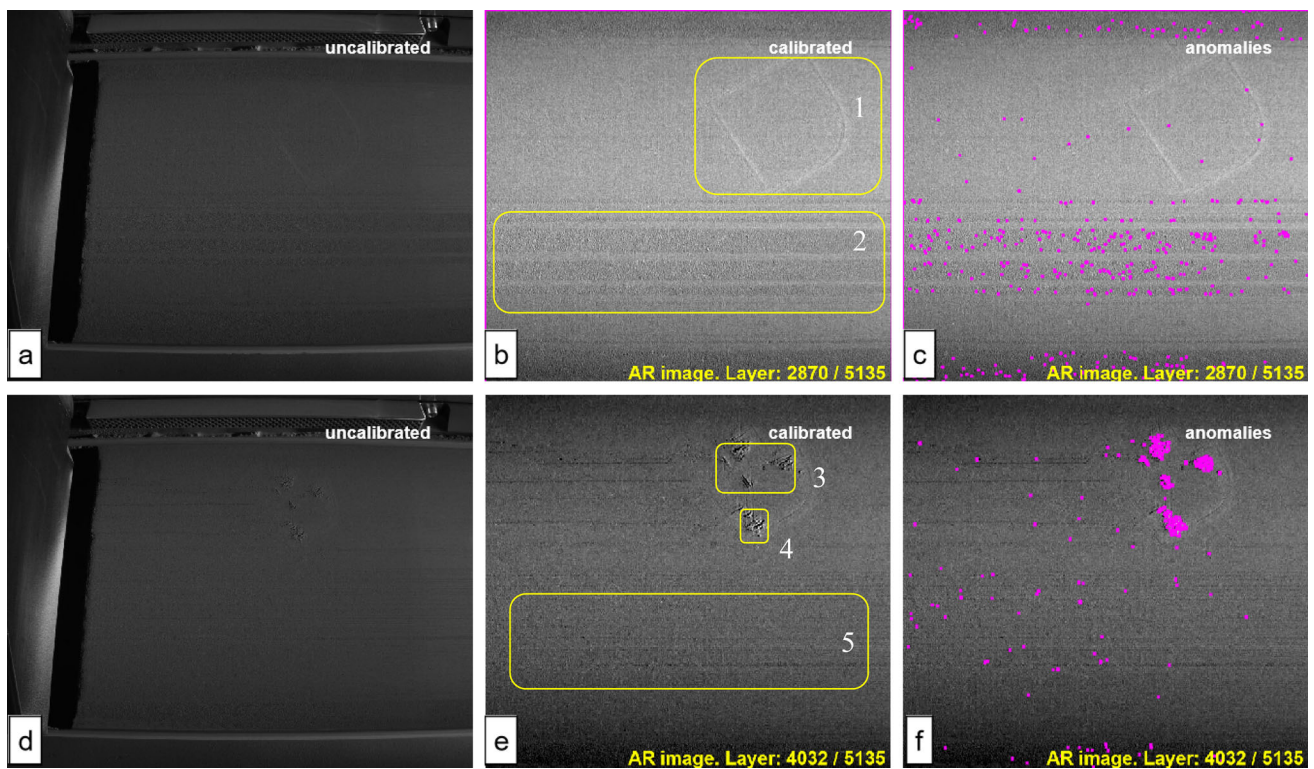 uncalibrated
calibrated
anomalies
1
2
a
b
AR image. Layer: 2870 / 5135
c
AR image. Layer: 2870 / 5135
uncalibrated
calibrated
anomalies
3
4
5
d
e
AR image. Layer: 4032 / 5135
f
AR image. Layer: 4032 / 5135